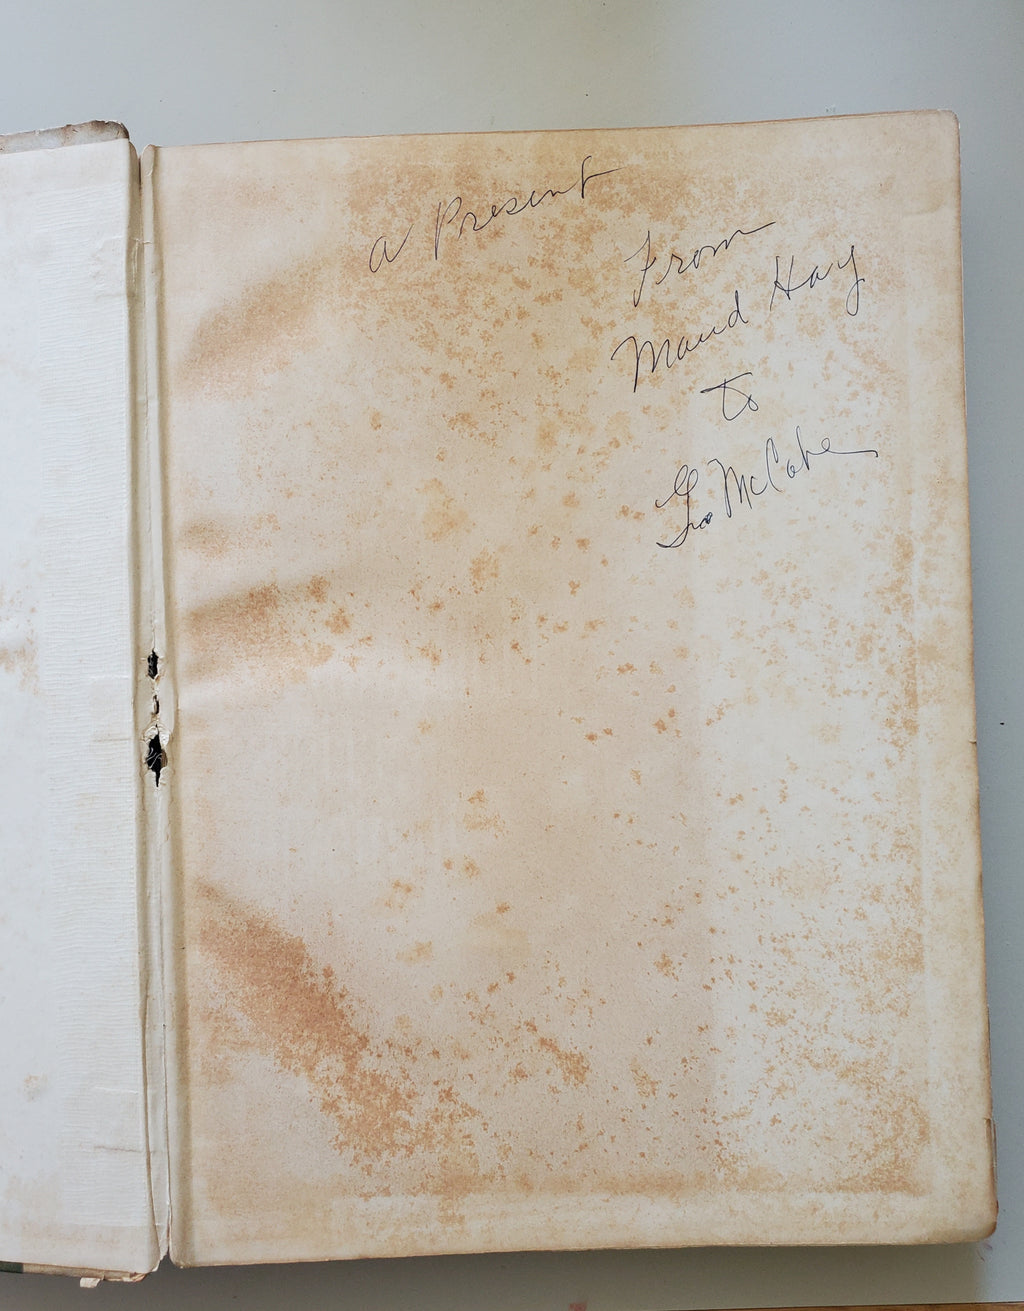 a Present
From
Maud Hay
to
Geo McCabe